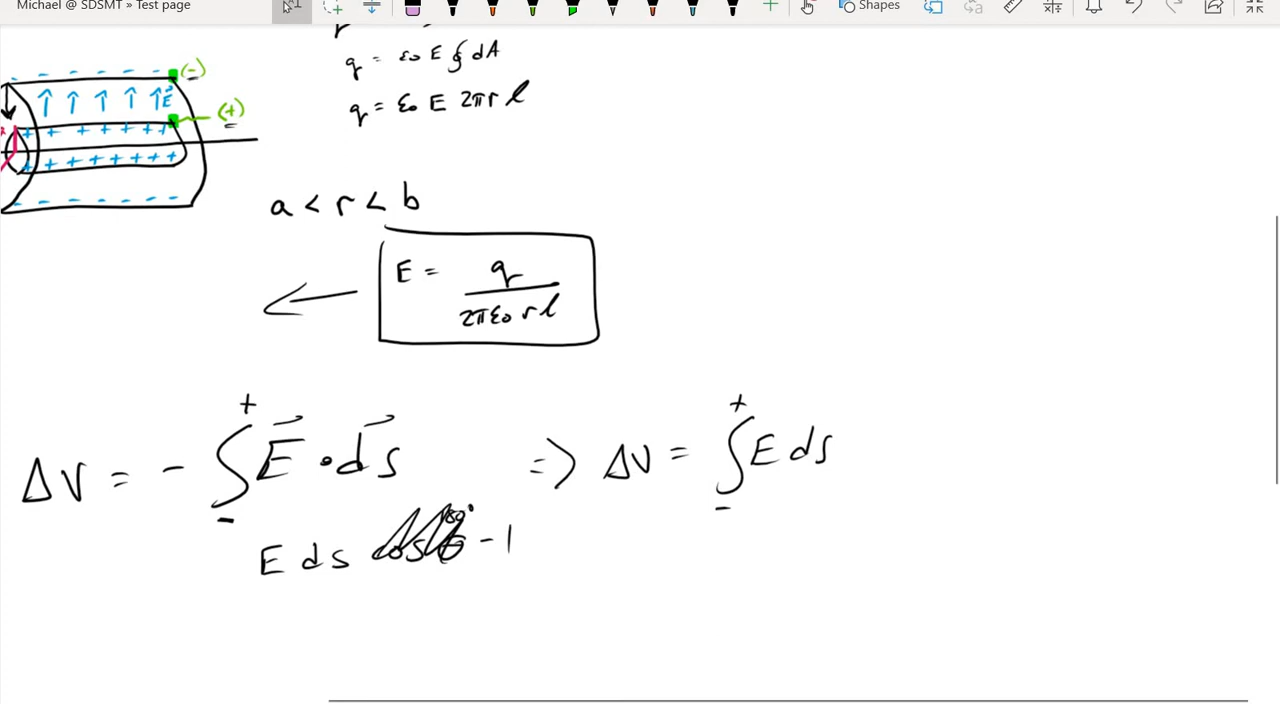 Michael @ SDSMT » Test page
Shapes
q = ε0 E ∮ dA
q = ε0 E 2πr l
(-)
E
(+)
- - - - - -
+ + + + + +
+ + + + + + +
- - - - - -
a < r < b
E = q / 2πε0 r l
ΔV = - ∫₋⁺ E⃗ • ds⃗ => ΔV = ∫₋⁺ E ds
E ds -1